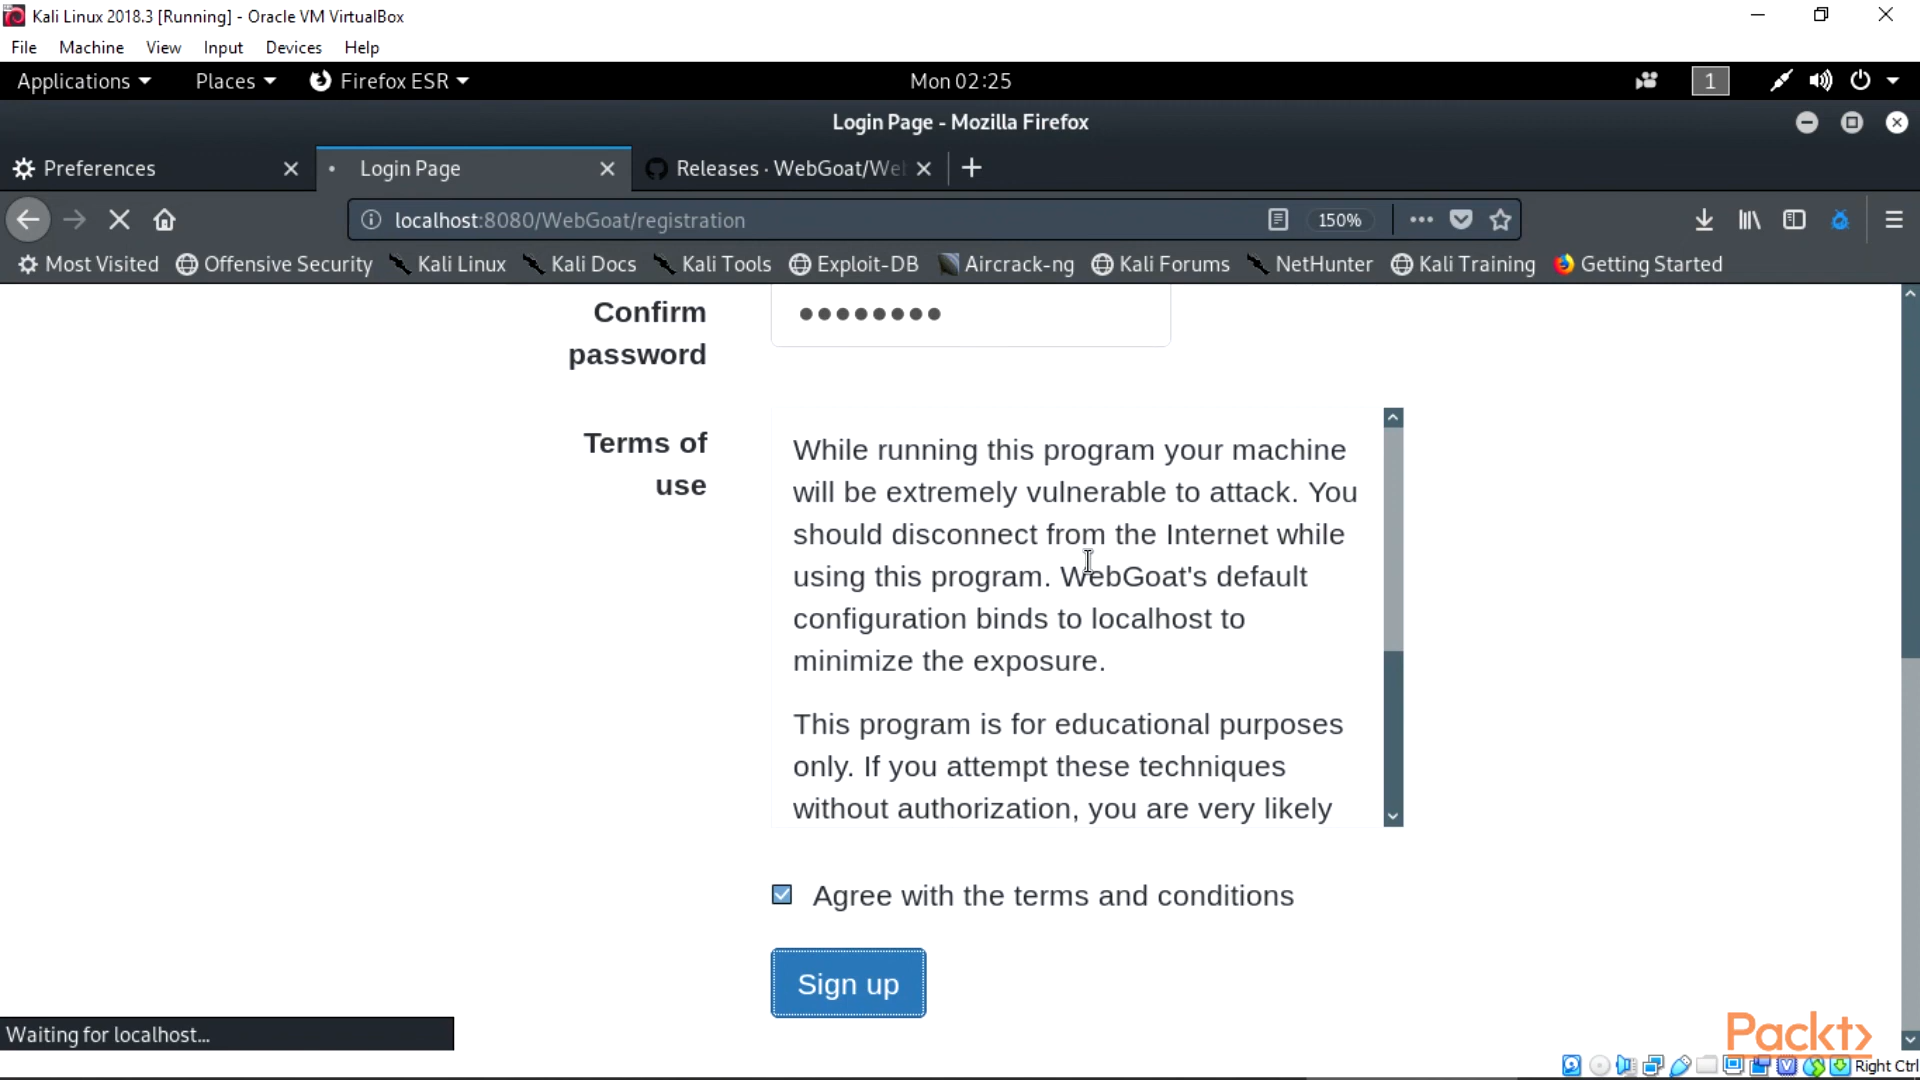 Kali Linux 2018.3 [Running] - Oracle VM VirtualBox
File Machine View Input Devices Help
Applications Places Firefox ESR Mon 02:25 1
Login Page - Mozilla Firefox
Preferences Login Page Releases · WebGoat/We
localhost:8080/WebGoat/registration 150%
Most Visited Offensive Security Kali Linux Kali Docs Kali Tools Exploit-DB Aircrack-ng Kali Forums NetHunter Kali Training Getting Started
Confirm
password
●●●●●●●●
Terms of
use
While running this program your machine
will be extremely vulnerable to attack. You
should disconnect from the Internet while
using this program. WebGoat's default
configuration binds to localhost to
minimize the exposure.
This program is for educational purposes
only. If you attempt these techniques
without authorization, you are very likely
Agree with the terms and conditions
Sign up
Waiting for localhost...
Packt>
Right Ctrl